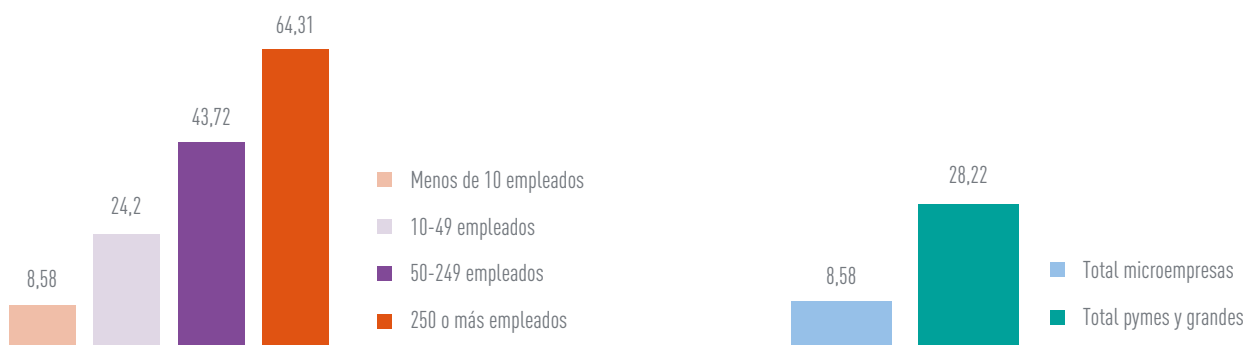 64,31
43,72
24,2
8,58
Menos de 10 empleados
10-49 empleados
50-249 empleados
250 o más empleados
28,22
8,58
Total microempresas
Total pymes y grandes